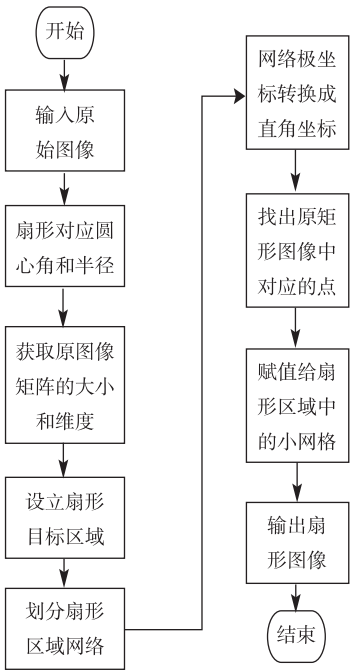 开始
输入原
始图像
扇形对应圆
心角和半径
获取原图像
矩阵的大小
和维度
设立扇形
目标区域
划分扇形
区域网络
网络极坐
标转换成
直角坐标
找出原矩
形图像中
对应的点
赋值给扇
形区域中
的小网格
输出扇
形图像
结束